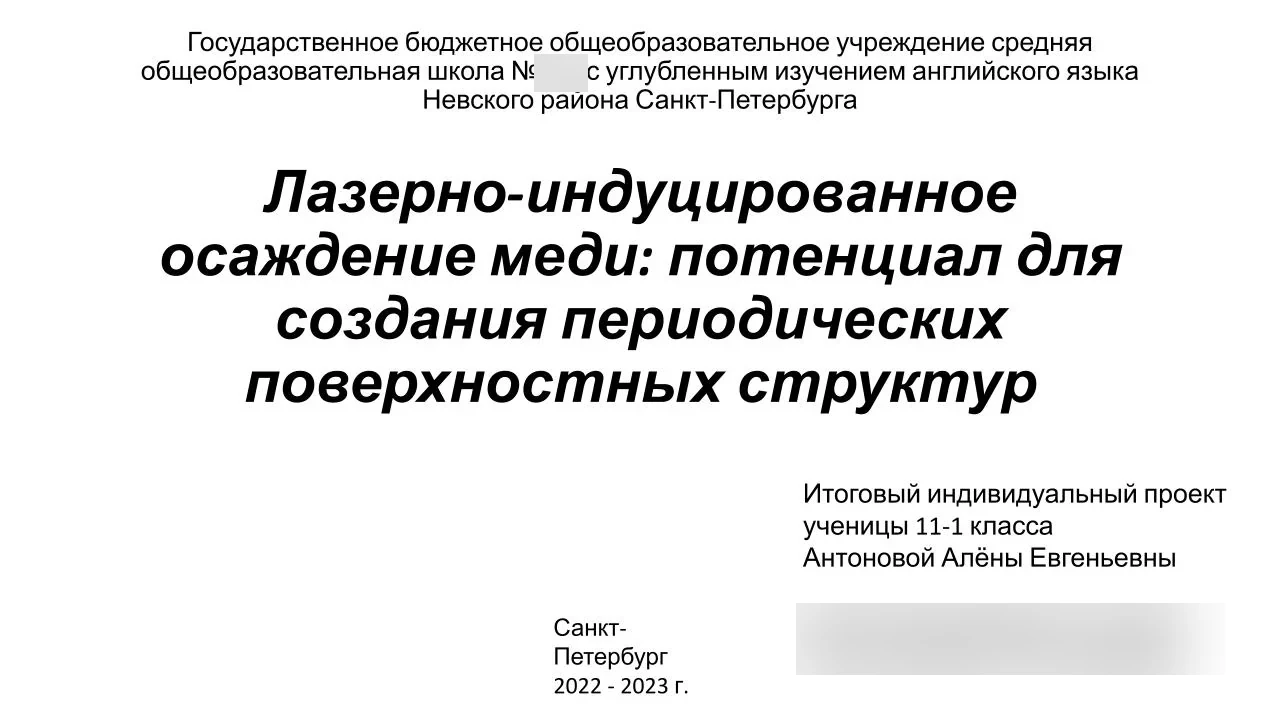 Государственное бюджетное общеобразовательное учреждение средняя
общеобразовательная школа № с углубленным изучением английского языка
Невского района Санкт-Петербурга
Лазерно-индуцированное
осаждение меди: потенциал для
создания периодических
поверхностных структур
Итоговый индивидуальный проект
ученицы 11-1 класса
Антоновой Алёны Евгеньевны
Санкт-
Петербург
2022 - 2023 г.